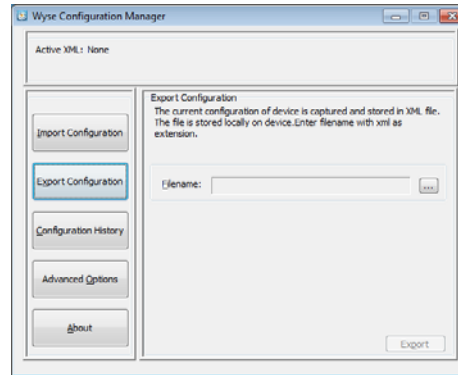 Wyse Configuration Manager
Active XML: None
Import Configuration
Export Configuration
Configuration History
Advanced Options
About
Export Configuration
The current configuration of device is captured and stored in XML file.
The file is stored locally on device.Enter filename with xml as
extension.
Filename:
...
Export